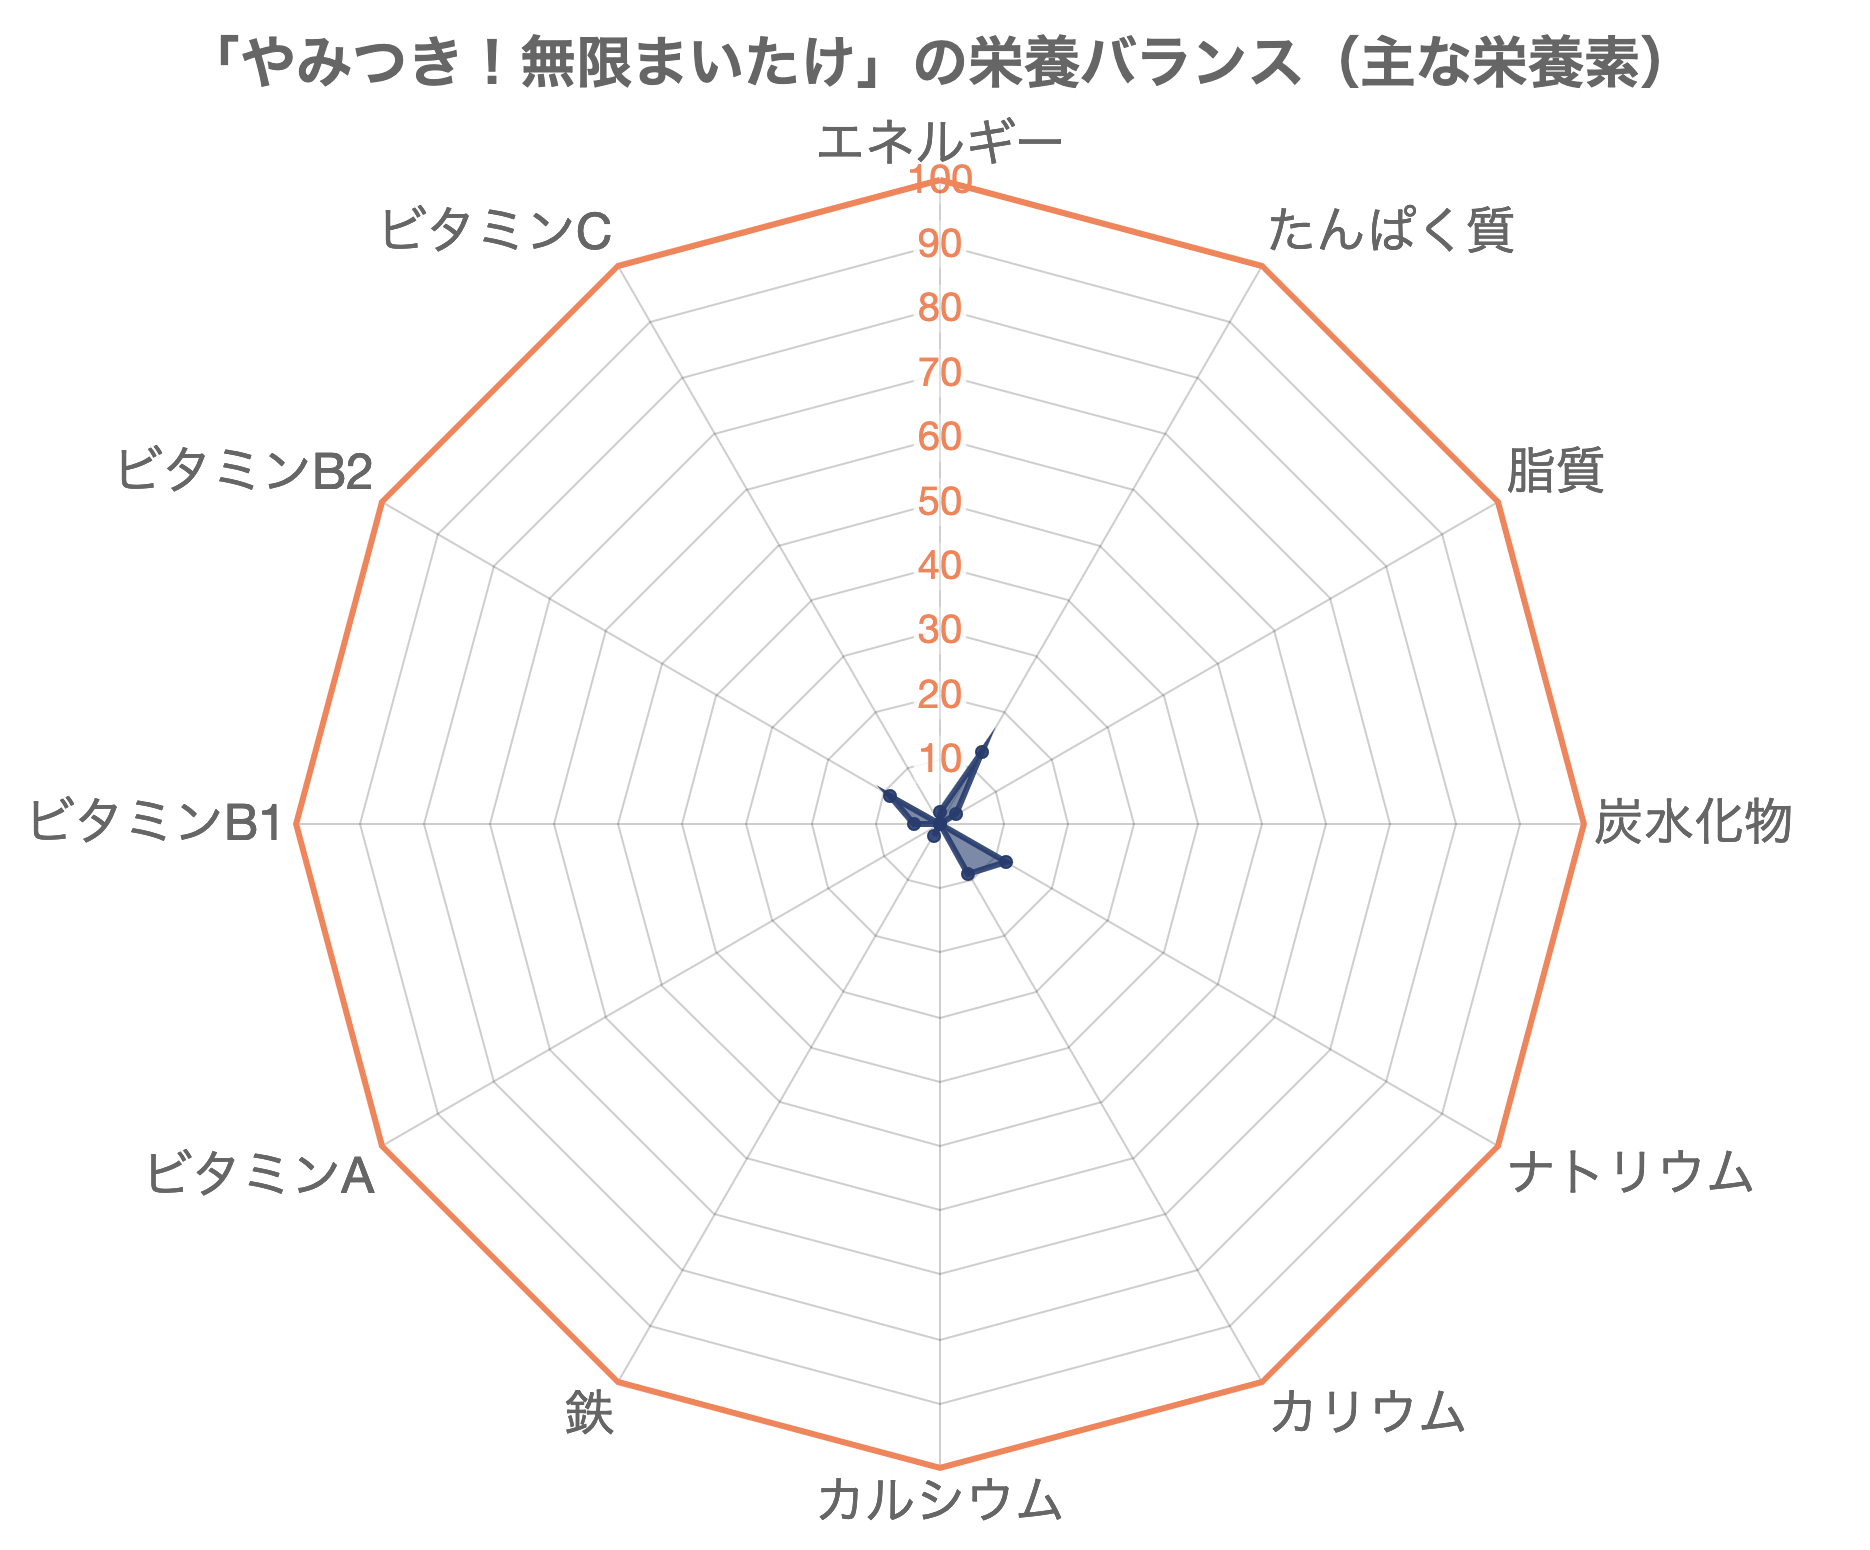 「やみつき！無限まいたけ」の栄養バランス（主な栄養素）
エネルギー
100
ビタミンC
たんぱく質
90
80
70
60
ビタミンB2
脂質
50
40
30
20
10
ビタミンB1
炭水化物
ビタミンA
ナトリウム
鉄
カリウム
カルシウム